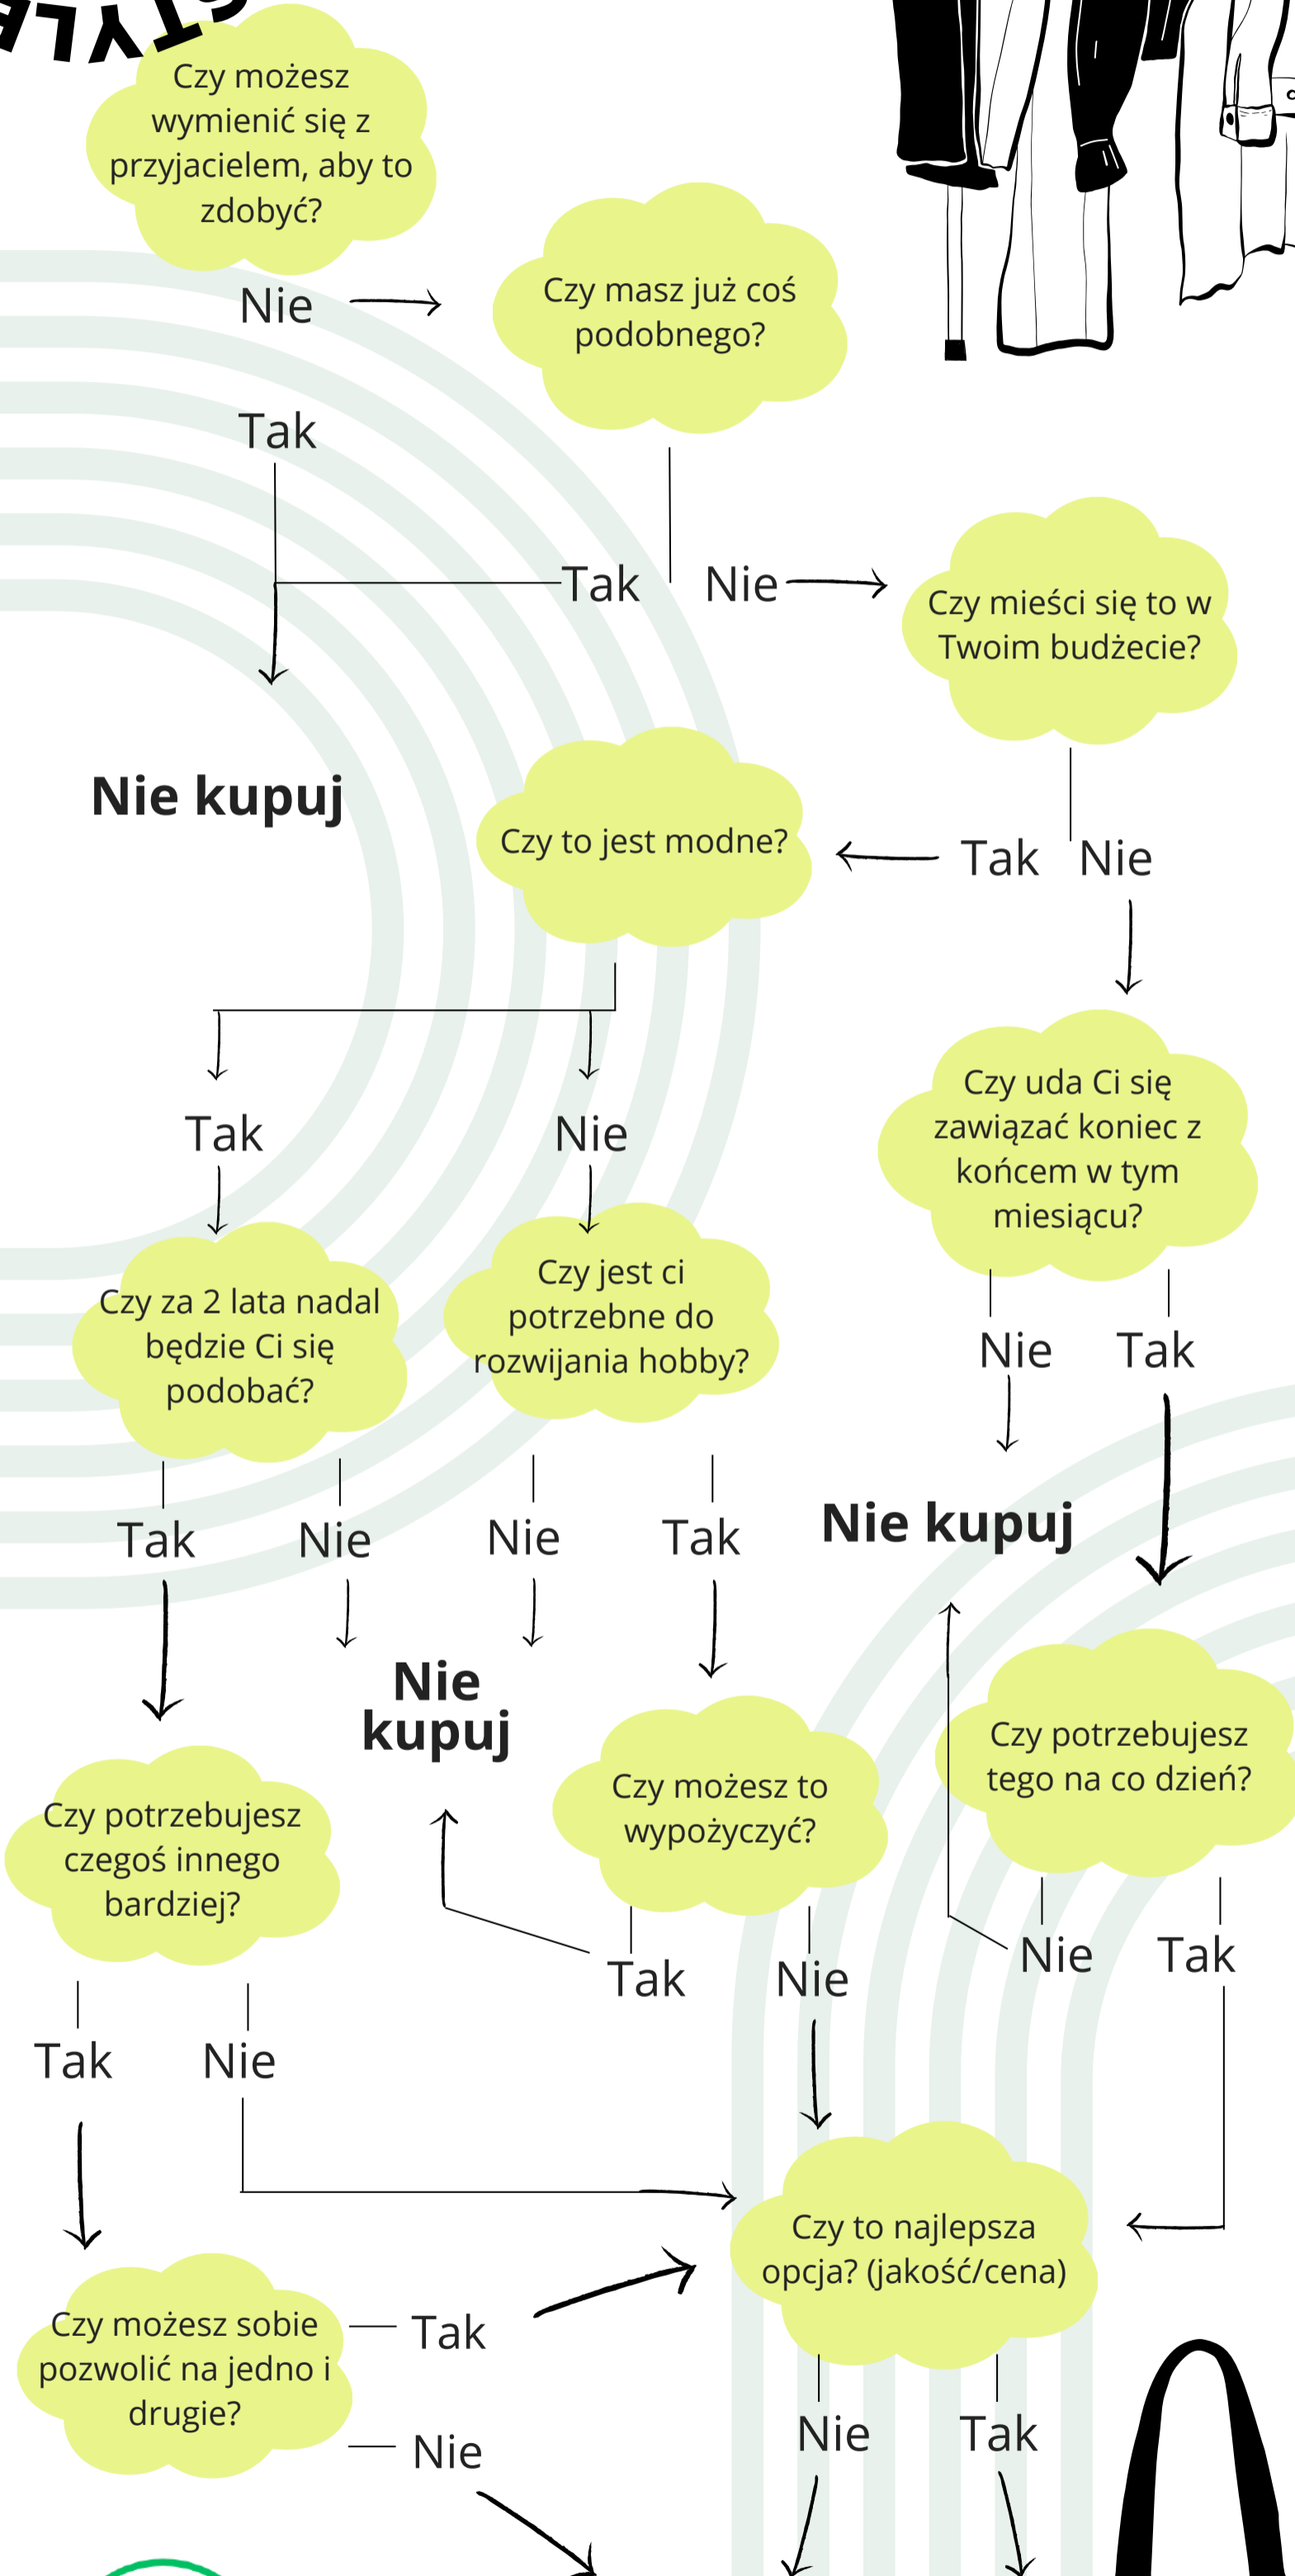 STYLE
Czy możesz
wymienić się z
przyjacielem, aby to
zdobyć?
Nie
Czy masz już coś
podobnego?
Tak
Tak
Nie
Czy mieści się to w
Twoim budżecie?
Nie kupuj
Czy to jest modne?
Tak
Nie
Czy uda Ci się
zawiązać koniec z
końcem w tym
miesiącu?
Tak
Nie
Czy za 2 lata nadal
będzie Ci się
podobać?
Czy jest ci
potrzebne do
rozwijania hobby?
Nie
Tak
Tak
Nie
Nie
Tak
Nie kupuj
Nie
kupuj
Czy potrzebujesz
tego na co dzień?
Czy możesz to
wypożyczyć?
Czy potrzebujesz
czegoś innego
bardziej?
Nie
Tak
Tak
Nie
Tak
Nie
Czy to najlepsza
opcja? (jakość/cena)
Czy możesz sobie
pozwolić na jedno i
drugie?
Tak
Nie
Nie
Tak